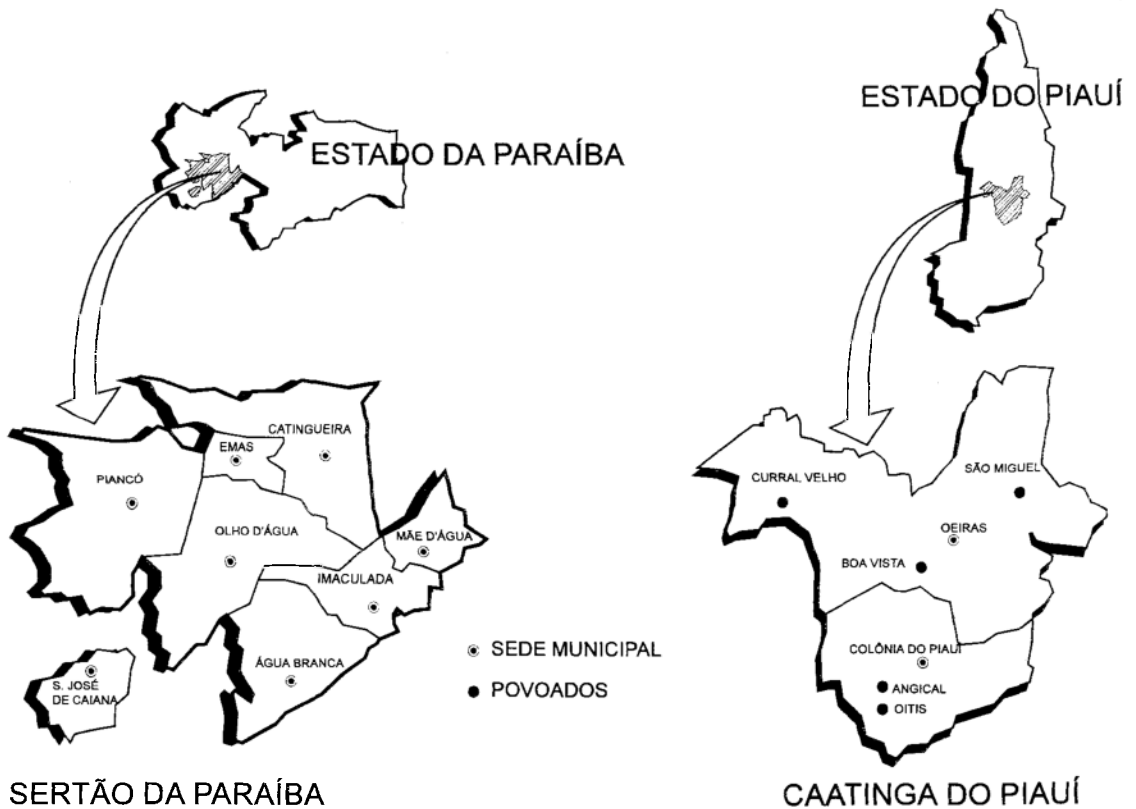 ESTADO DO PIAUÍ
ESTADO DA PARAÍBA
CATINGUEIRA
EMAS
PIANCÓ
OLHO D'ÁGUA
MÃE D'ÁGUA
IMACULADA
ÁGUA BRANCA
S. JOSÉ
DE CAIANA
SEDE MUNICIPAL
POVOADOS
SERTÃO DA PARAÍBA
CURRAL VELHO
SÃO MIGUEL
OEIRAS
BOA VISTA
COLÔNIA DO PIAUÍ
ANGICAL
OITIS
CAATINGA DO PIAUÍ